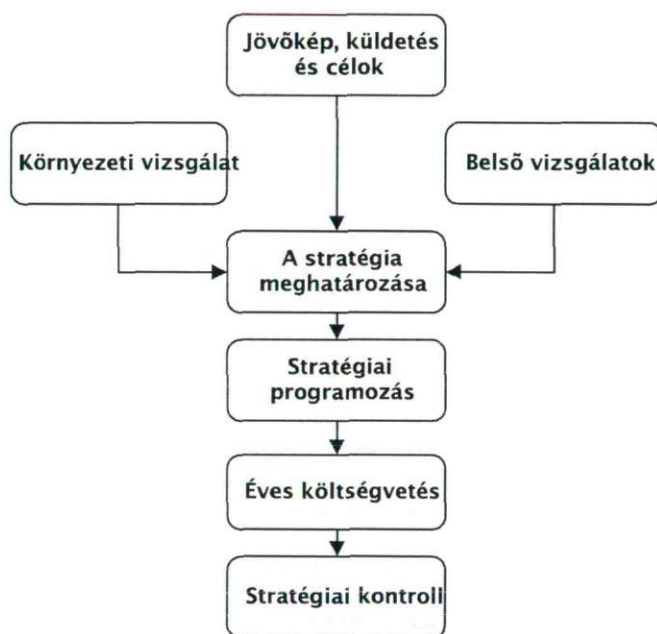 Jövõkép, küldetés
és célok
Környezeti vizsgálat
Belsõ vizsgálatok
A stratégia
meghatározása
Stratégiai
programozás
Éves költségvetés
Stratégiai kontroll